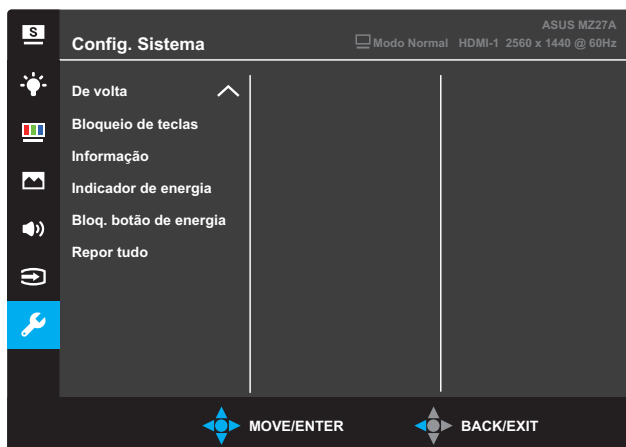 S
ASUS MZ27A
Config. Sistema
Modo Normal HDMI-1 2560 x 1440 @ 60Hz
De volta
Bloqueio de teclas
Informação
Indicador de energia
Bloq. botão de energia
Repor tudo
MOVE/ENTER
BACK/EXIT